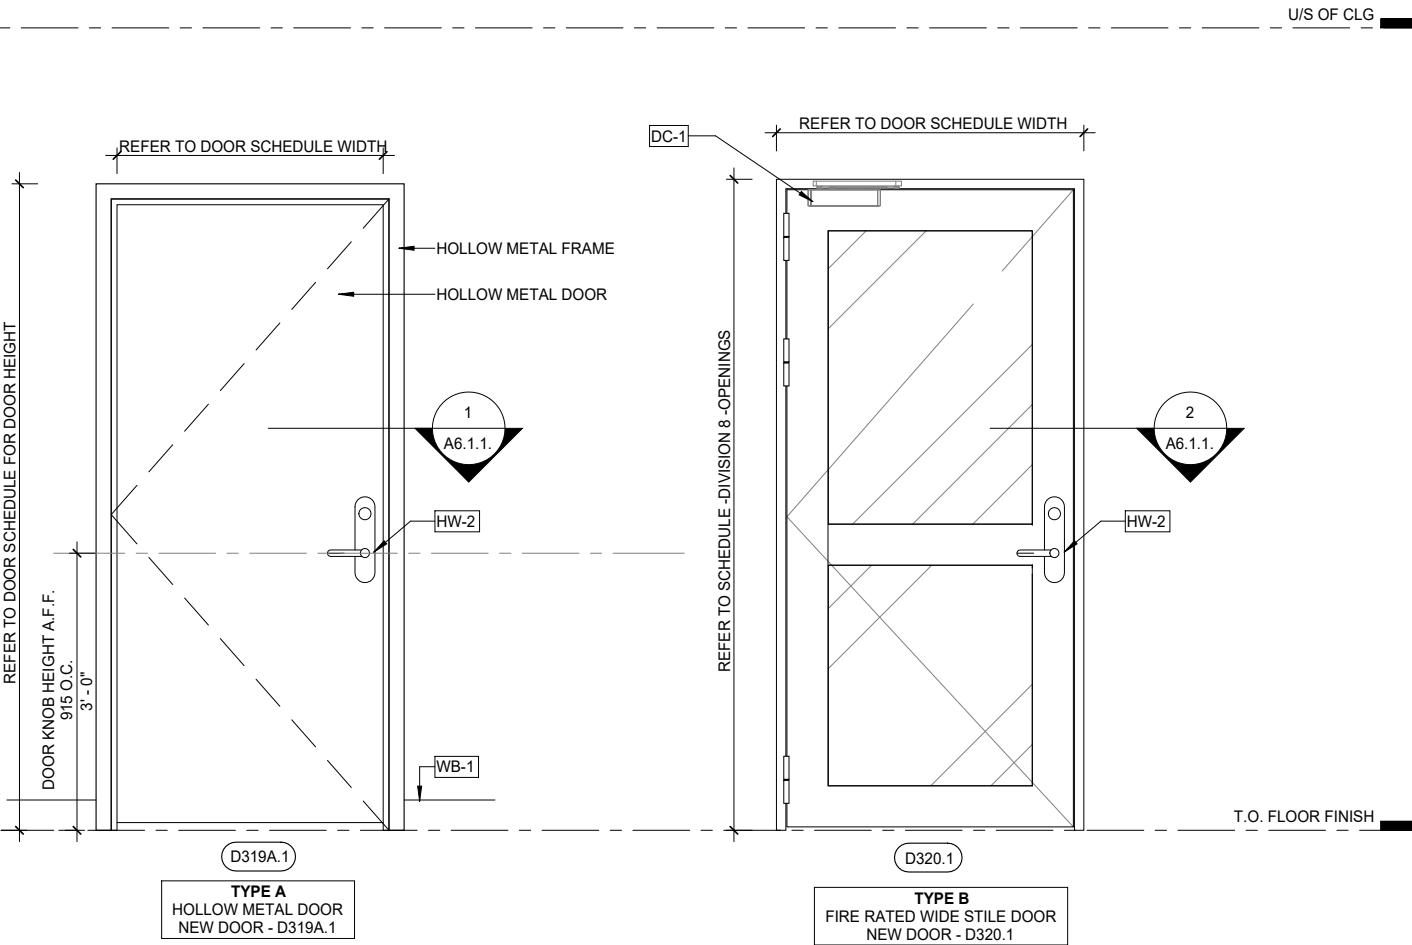 U/S OF CLG
REFER TO DOOR SCHEDULE WIDTH
HOLLOW METAL FRAME
HOLLOW METAL DOOR
REFER TO DOOR SCHEDULE FOR DOOR HEIGHT
1
A6.1.1.
HW-2
DOOR KNOB HEIGHT A.F.F.
915 O.C.
3' - 0"
WB-1
D319A.1
TYPE A
HOLLOW METAL DOOR
NEW DOOR - D319A.1
DC-1
REFER TO DOOR SCHEDULE WIDTH
REFER TO SCHEDULE -DIVISION 8 -OPENINGS
2
A6.1.1.
HW-2
T.O. FLOOR FINISH
D320.1
TYPE B
FIRE RATED WIDE STILE DOOR
NEW DOOR - D320.1